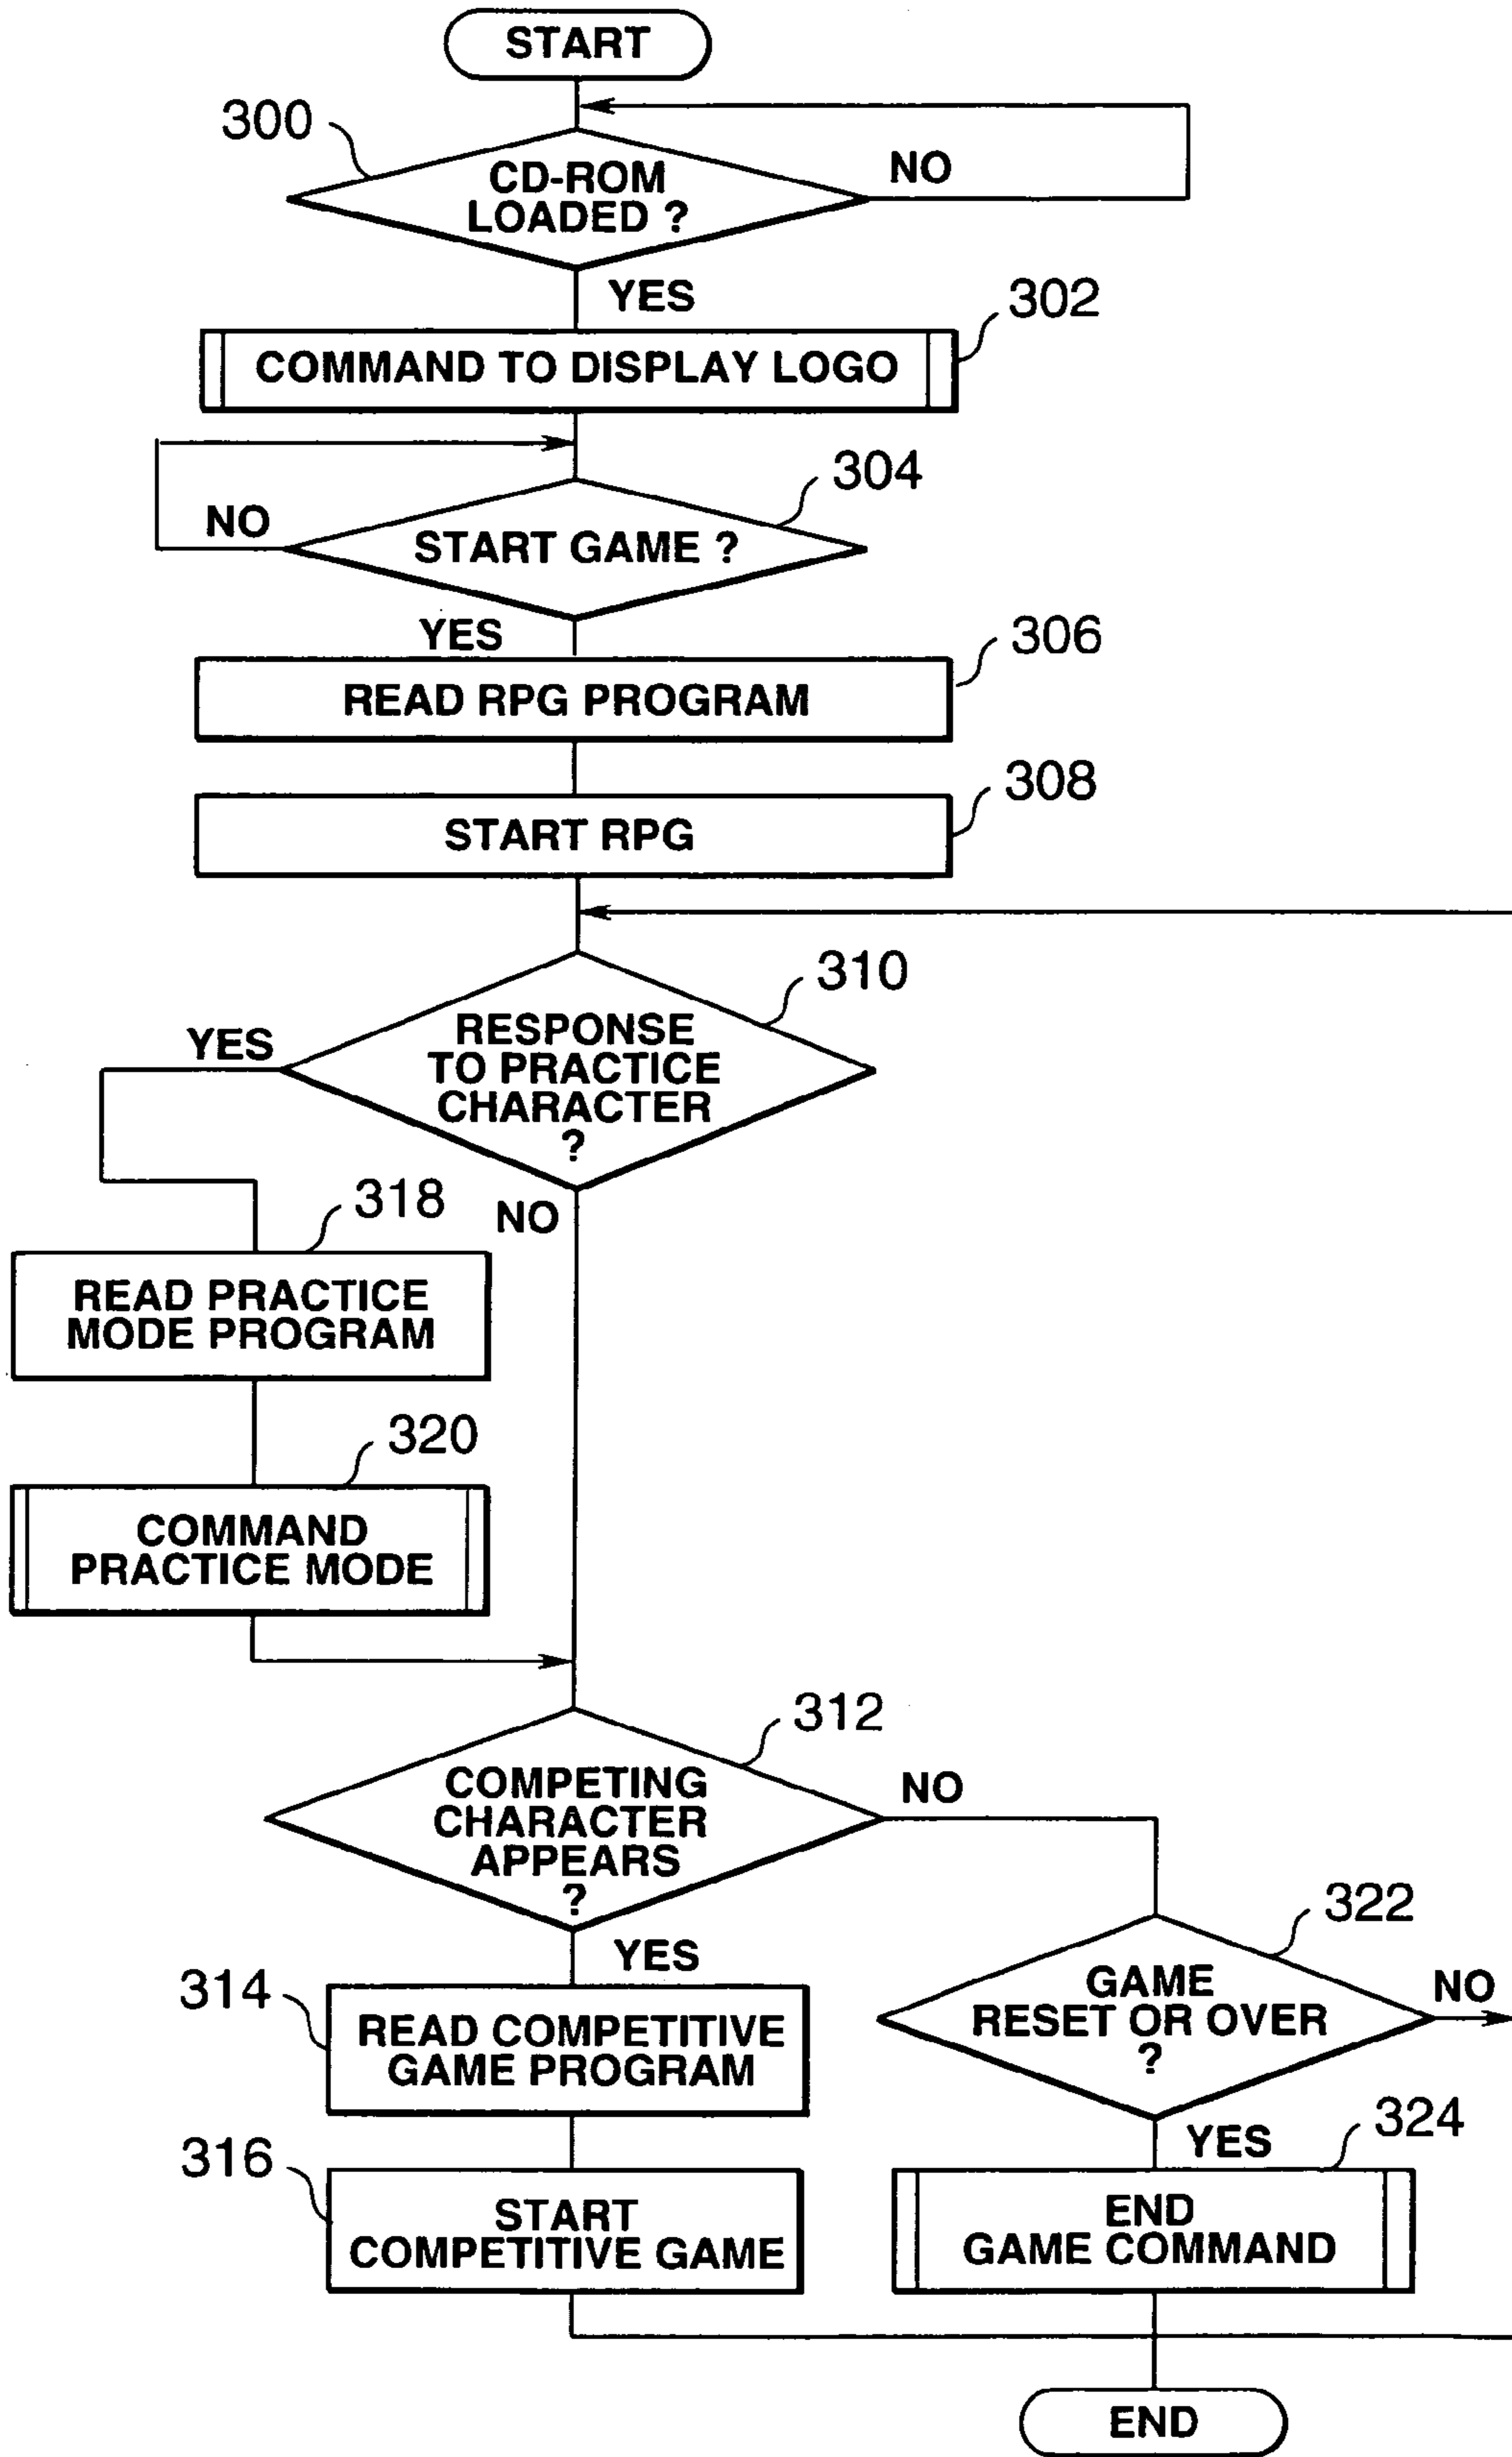 START
300
CD-ROM
LOADED ?
NO
YES
302
COMMAND TO DISPLAY LOGO
304
NO
START GAME ?
YES
306
READ RPG PROGRAM
308
START RPG
310
YES
RESPONSE
TO PRACTICE
CHARACTER
?
318
NO
READ PRACTICE
MODE PROGRAM
320
COMMAND
PRACTICE MODE
312
COMPETING
CHARACTER
APPEARS
?
NO
322
YES
GAME
RESET OR OVER
?
NO
314
READ COMPETITIVE
GAME PROGRAM
324
YES
316
START
COMPETITIVE GAME
END
GAME COMMAND
END